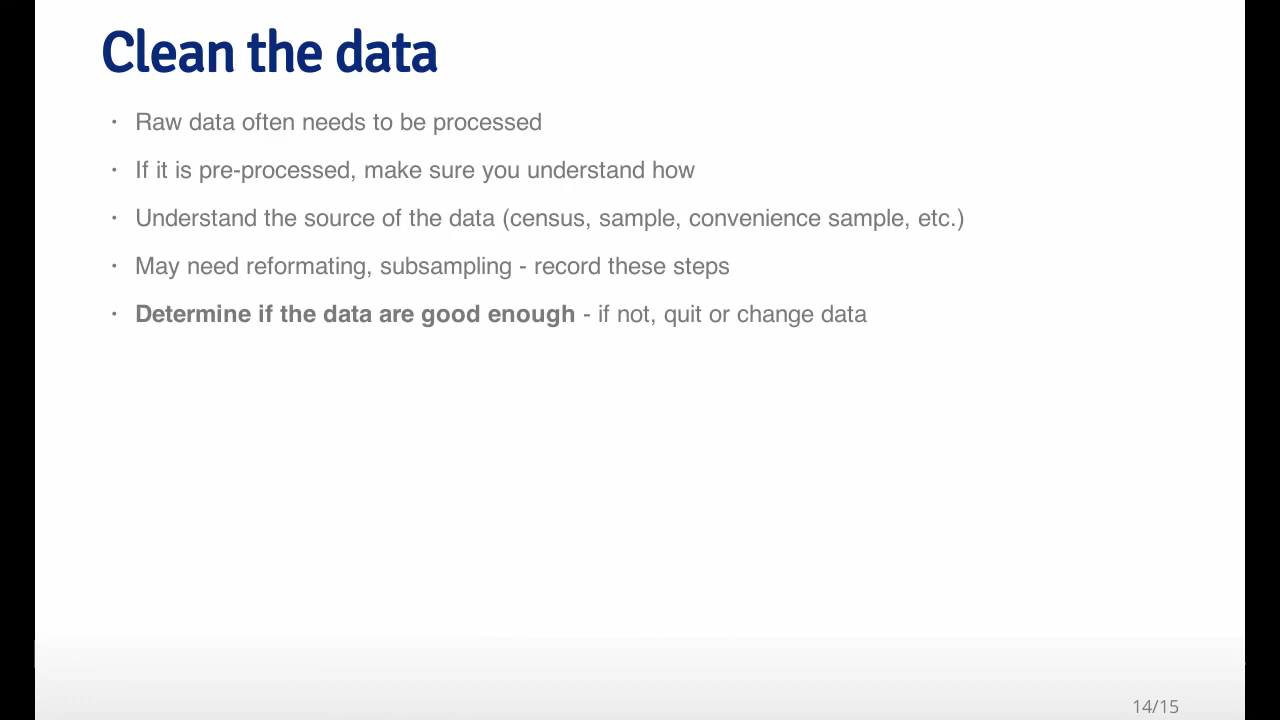 Clean the data
· Raw data often needs to be processed
· If it is pre-processed, make sure you understand how
· Understand the source of the data (census, sample, convenience sample, etc.)
· May need reformating, subsampling - record these steps
· Determine if the data are good enough - if not, quit or change data
14/15